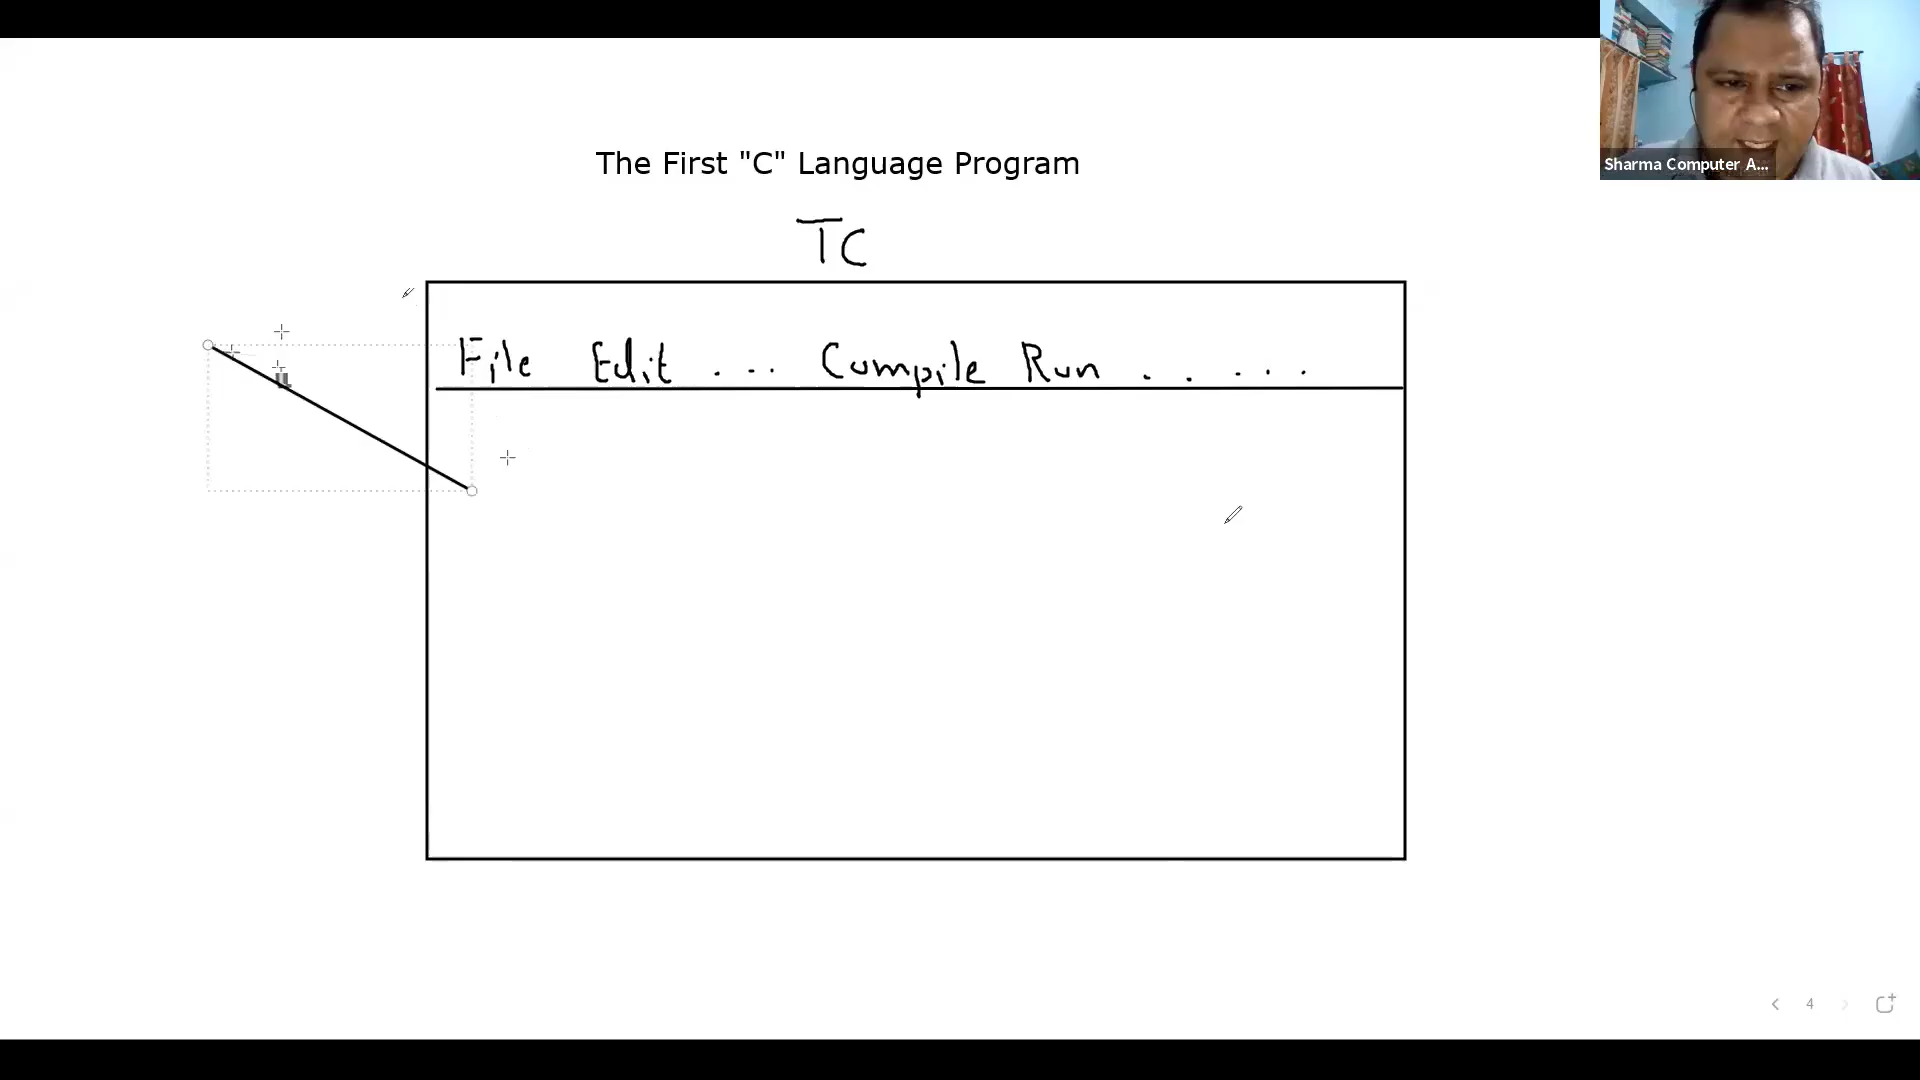 Sharma Computer A...
The First "C" Language Program
TC
File Edit ... Compile Run . . ...
4